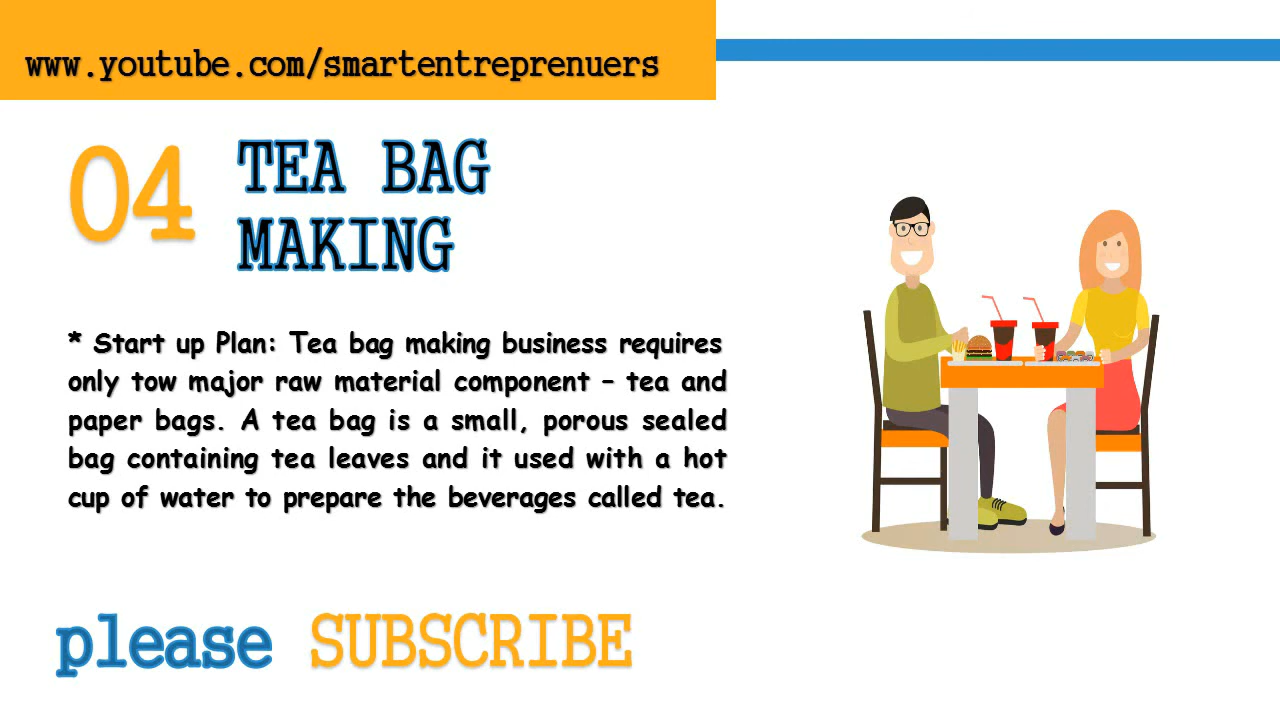 www.youtube.com/smartentreprenuers
04
TEA BAG
MAKING
* Start up Plan: Tea bag making business requires
only tow major raw material component – tea and
paper bags. A tea bag is a small, porous sealed
bag containing tea leaves and it used with a hot
cup of water to prepare the beverages called tea.
please SUBSCRIBE